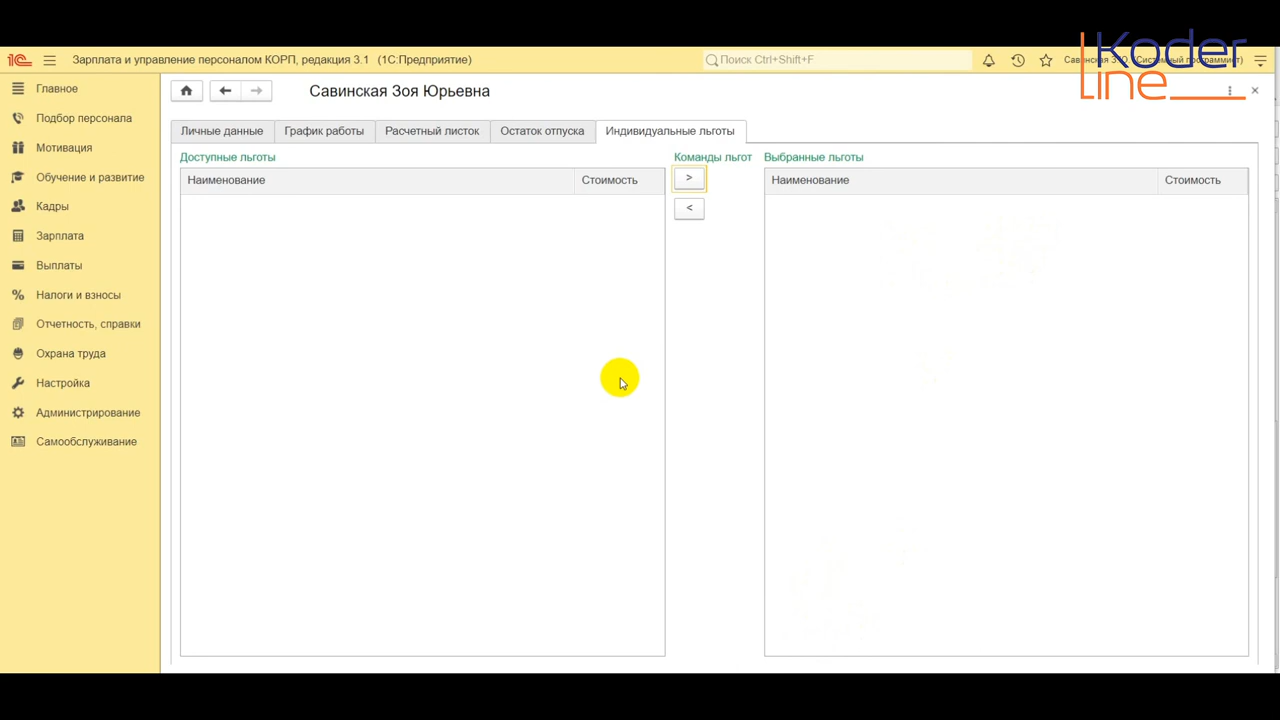 1С Зарплата и управление персоналом КОРП, редакция 3.1 (1С:Предприятие)
Поиск Ctrl+Shift+F
Koder
Line
Главное
Подбор персонала
Мотивация
Обучение и развитие
Кадры
Зарплата
Выплаты
Налоги и взносы
Отчетность, справки
Охрана труда
Настройка
Администрирование
Самообслуживание
Савинская Зоя Юрьевна
Личные данные
График работы
Расчетный листок
Остаток отпуска
Индивидуальные льготы
Доступные льготы
Наименование
Стоимость
Команды льгот
>
<
Выбранные льготы
Наименование
Стоимость